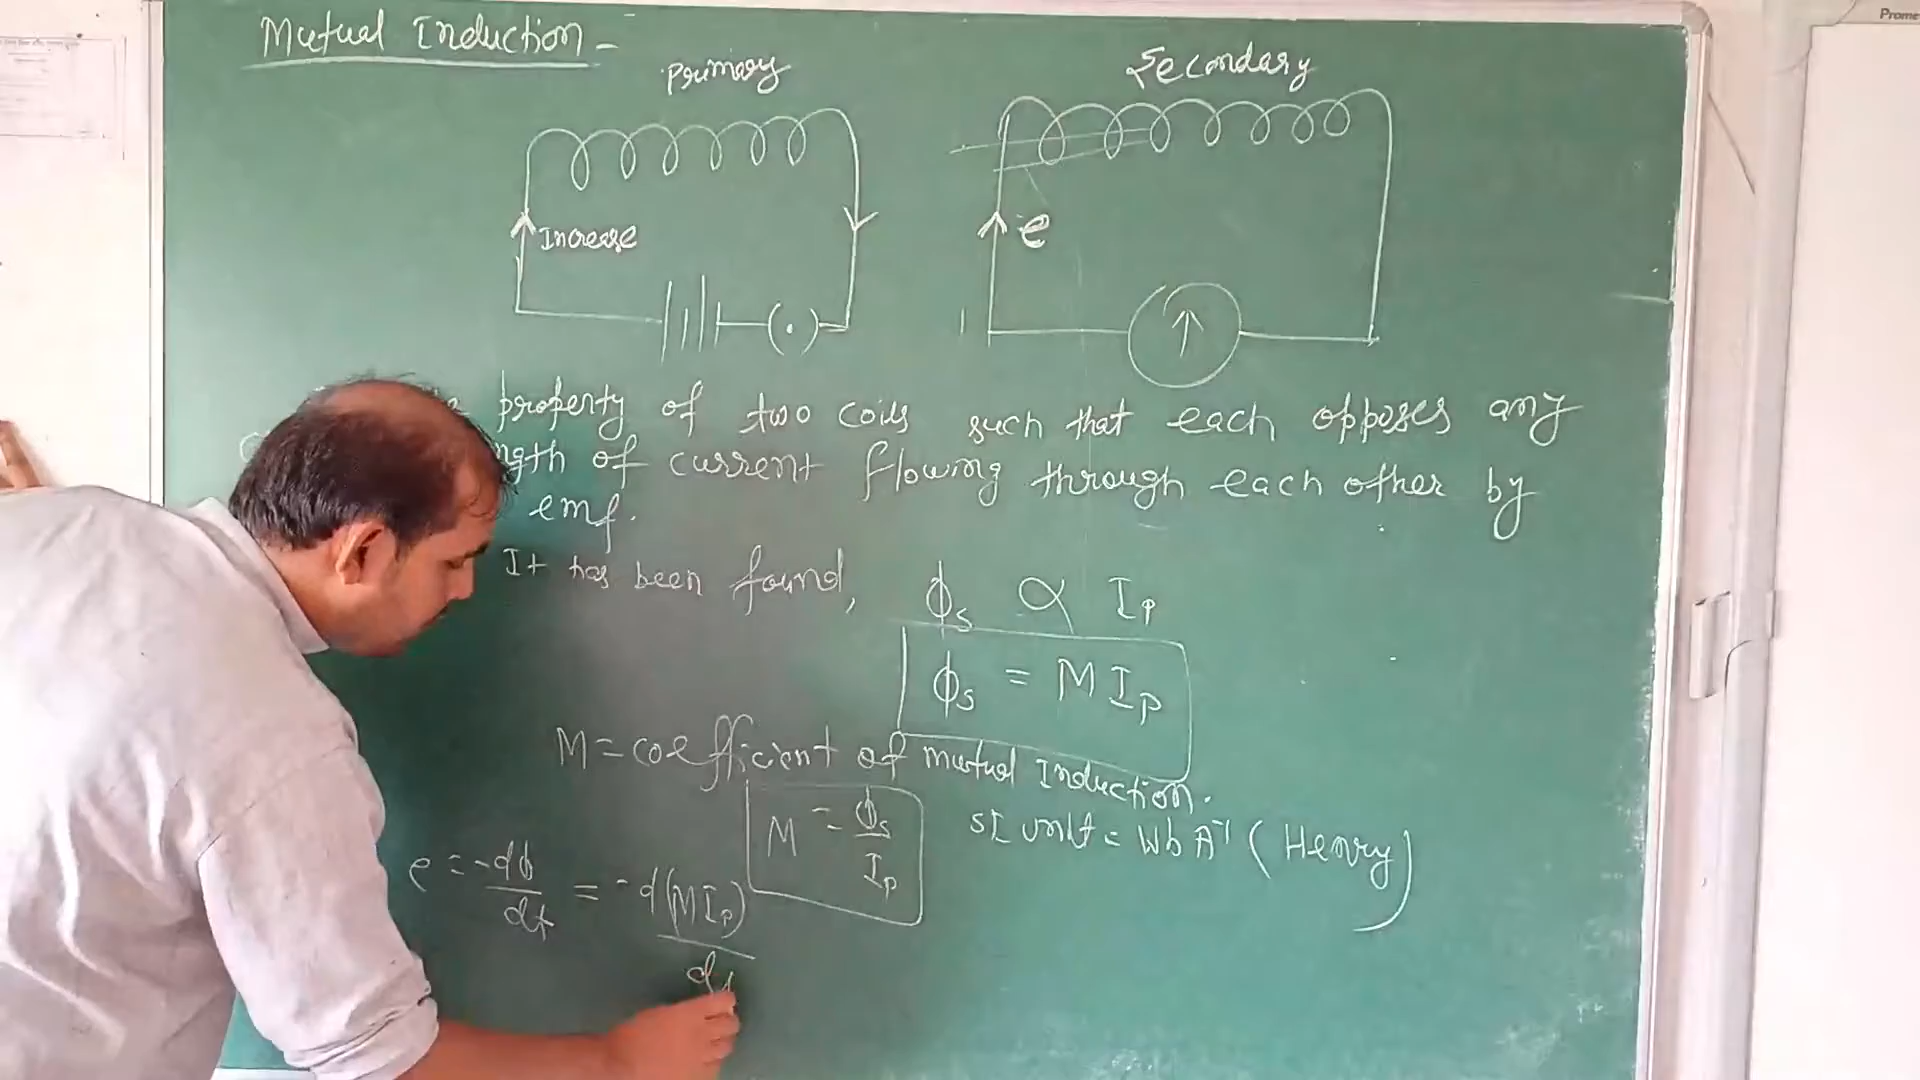 Mutual Induction -
Primary
Secondary
Increase
e
property of two coils such that each opposes any
ngth of current flowing through each other by
emf.
It has been found,
ϕs ∝ Ip
ϕs = M Ip
M = coefficient of mutual Induction.
M = ϕs / Ip
SI unit = Wb A⁻¹ (Henry)
e = -dϕ/dt = -d(MIp)/dt
Prome